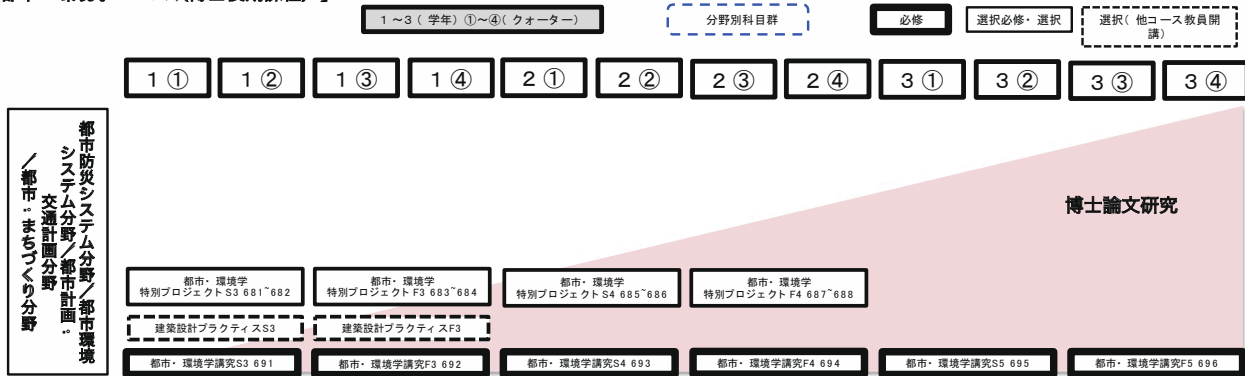 1~3(学年)①~④(クォーター)
分野別科目群
必修
選択必修・選択
選択(他コース教員開
講)
1①
1②
1③
1④
2①
2②
2③
2④
3①
3②
3③
3④
都市防災システム分野/都市環境
システム分野/都市計画・
交通計画分野
/都市・まちづくり分野
博士論文研究
都市・環境学
特別プロジェクトS3 681~682
都市・環境学
特別プロジェクトF3 683~684
都市・環境学
特別プロジェクトS4 685~686
都市・環境学
特別プロジェクトF4 687~688
建築設計プラクティスS3
建築設計プラクティスF3
都市・環境学講究S3 691
都市・環境学講究F3 692
都市・環境学講究S4 693
都市・環境学講究F4 694
都市・環境学講究S5 695
都市・環境学講究F5 696